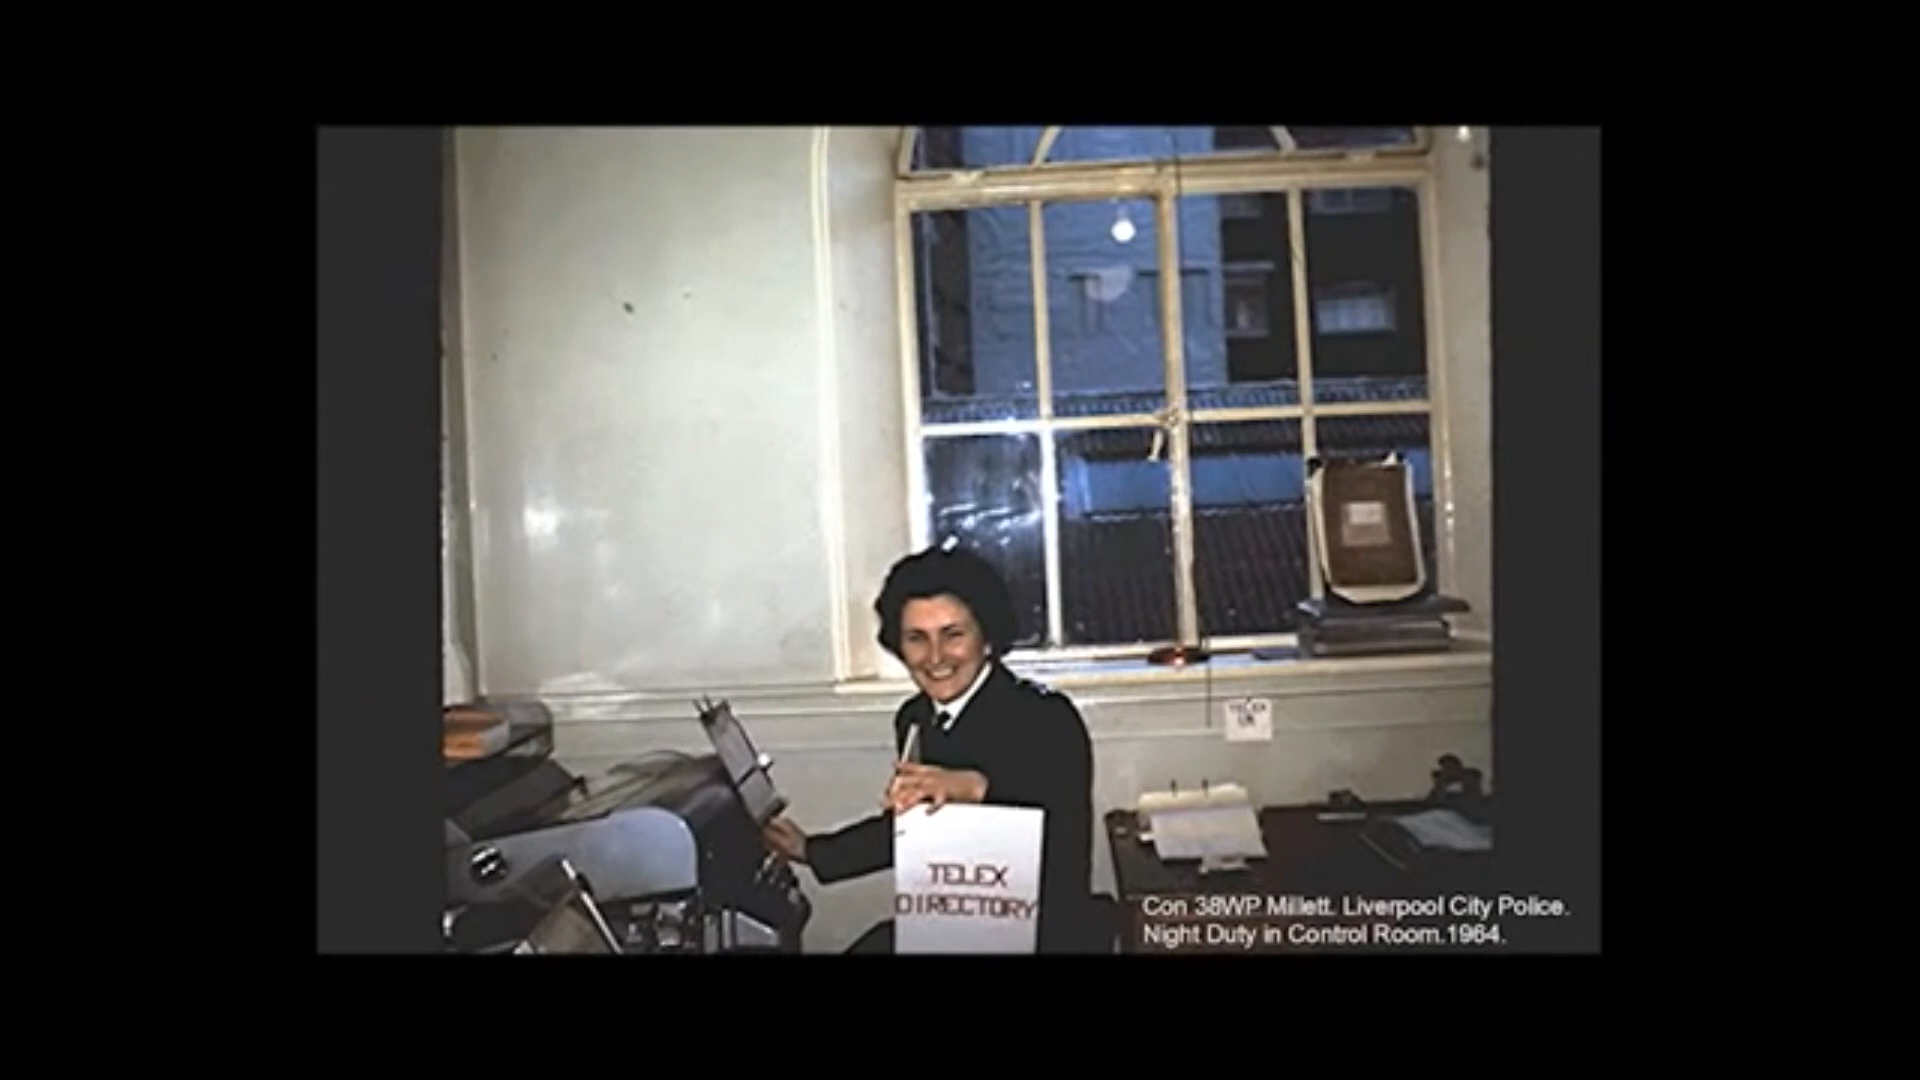 TELEX
DIRECTORY
Con 38WP Millett. Liverpool City Police.
Night Duty in Control Room.1964.